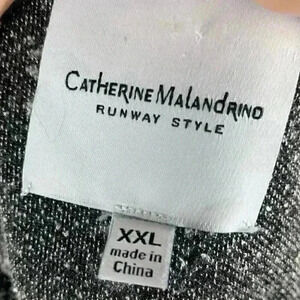 CATHERINE MALANDRINO
RUNWAY STYLE
XXL
made in
China